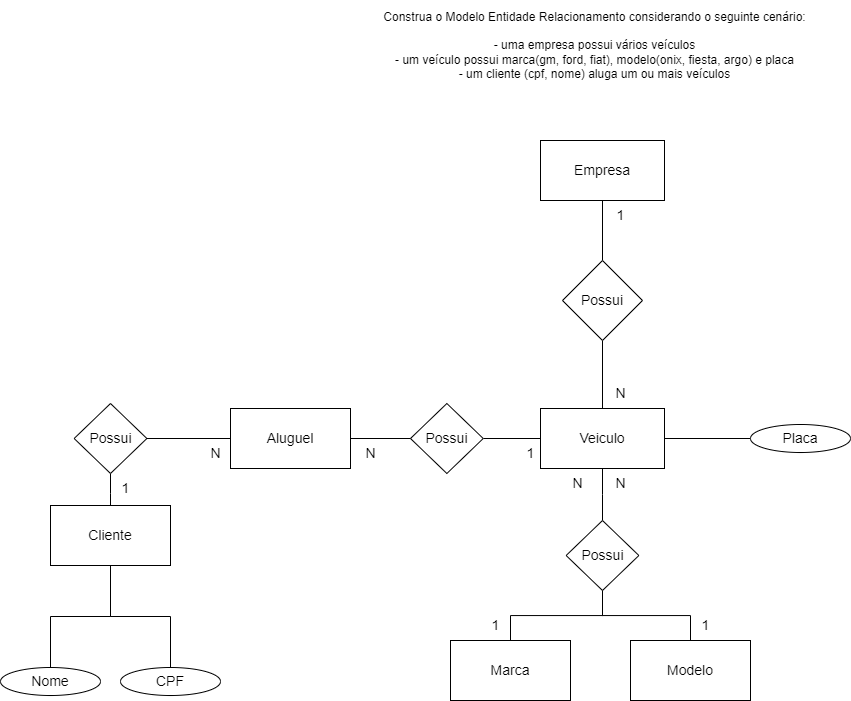 Construa o Modelo Entidade Relacionamento considerando o seguinte cenário:
- uma empresa possui vários veículos
- um veículo possui marca(gm, ford, fiat), modelo(onix, fiesta, argo) e placa
- um cliente (cpf, nome) aluga um ou mais veículos
Empresa
1
Possui
N
Possui
N
Aluguel
N
Possui
1
Veiculo
Placa
1
N
N
Cliente
Possui
1
1
Nome
CPF
Marca
Modelo